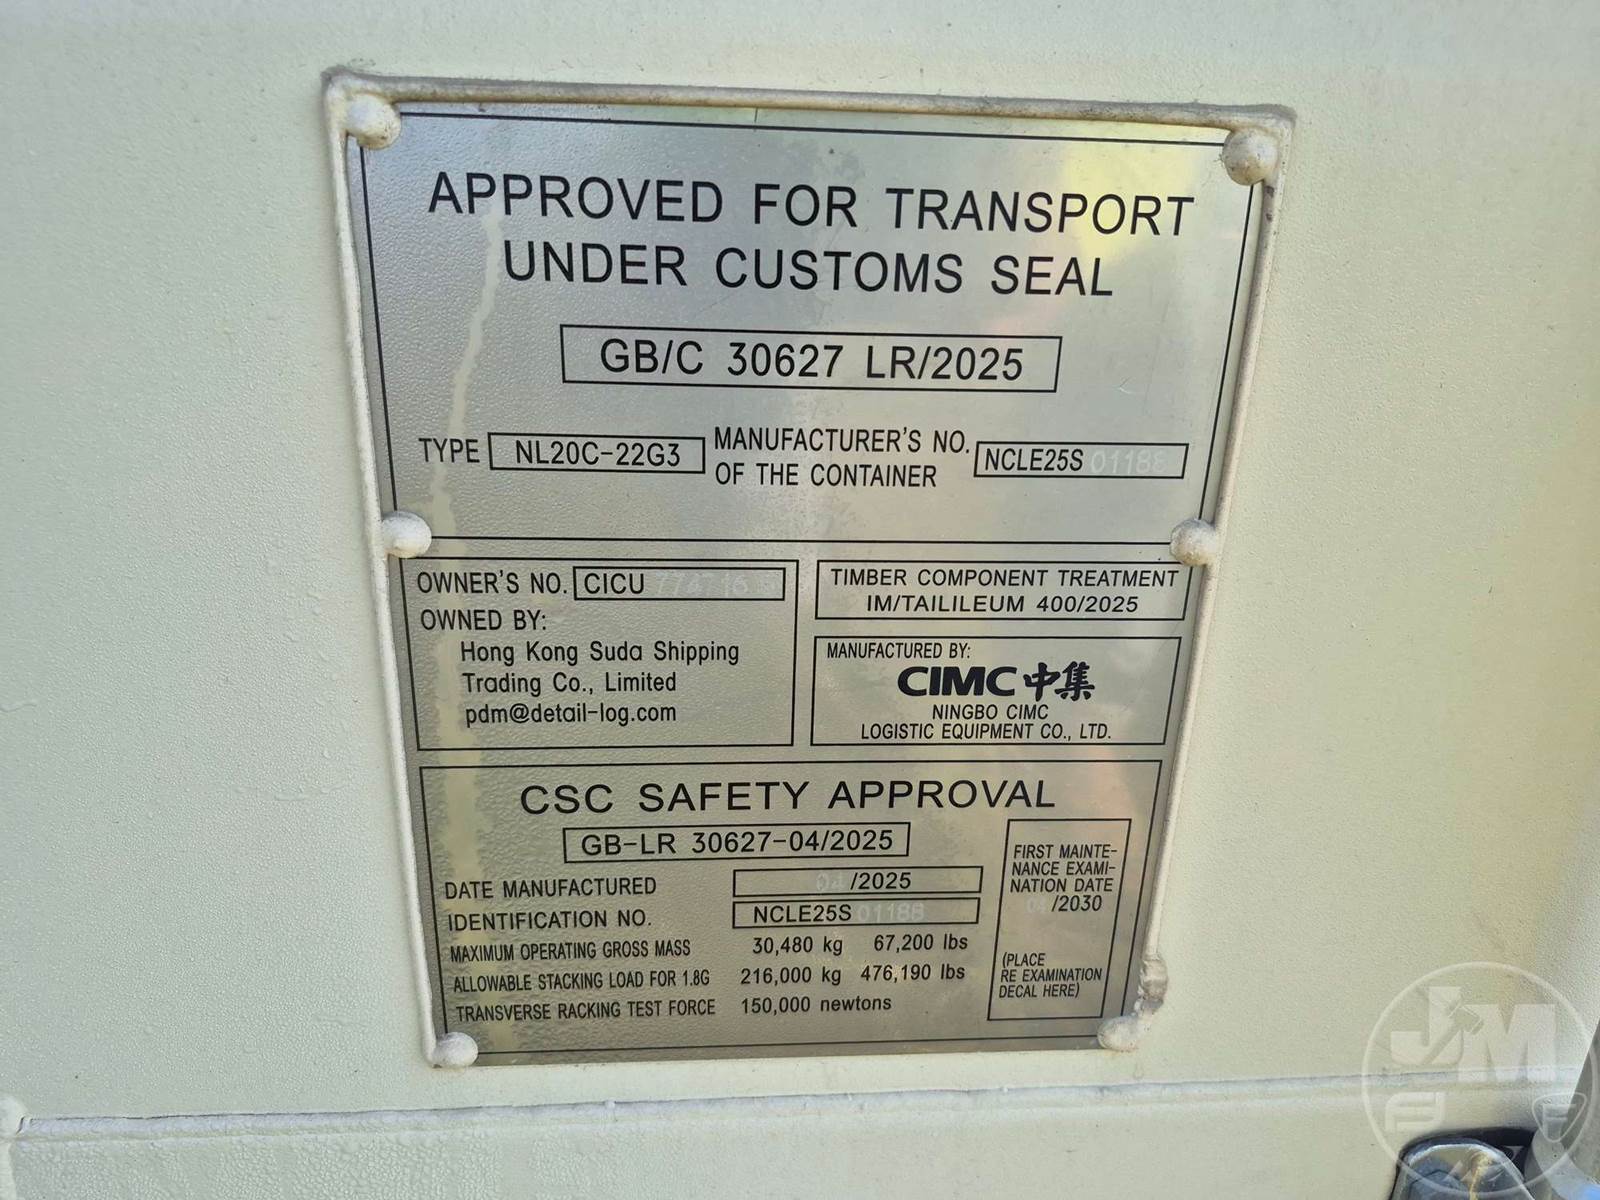 APPROVED FOR TRANSPORT
UNDER CUSTOMS SEAL
GB/C 30627 LR/2025
TYPE NL20C-22G3 MANUFACTURER'S NO. OF THE CONTAINER NCLE25S
OWNER'S NO. CICU
OWNED BY:
Hong Kong Suda Shipping
Trading Co., Limited
pdm@detail-log.com
TIMBER COMPONENT TREATMENT
IM/TAILILEUM 400/2025
MANUFACTURED BY:
CIMC中集
NINGBO CIMC
LOGISTIC EQUIPMENT CO., LTD.
CSC SAFETY APPROVAL
GB-LR 30627-04/2025
DATE MANUFACTURED 04/2025
IDENTIFICATION NO. NCLE25S
MAXIMUM OPERATING GROSS MASS 30,480 kg 67,200 lbs
ALLOWABLE STACKING LOAD FOR 1.8G 216,000 kg 476,190 lbs
TRANSVERSE RACKING TEST FORCE 150,000 newtons
FIRST MAINTE-
NANCE EXAMI-
NATION DATE
04/2030
(PLACE
RE EXAMINATION
DECAL HERE)
JM